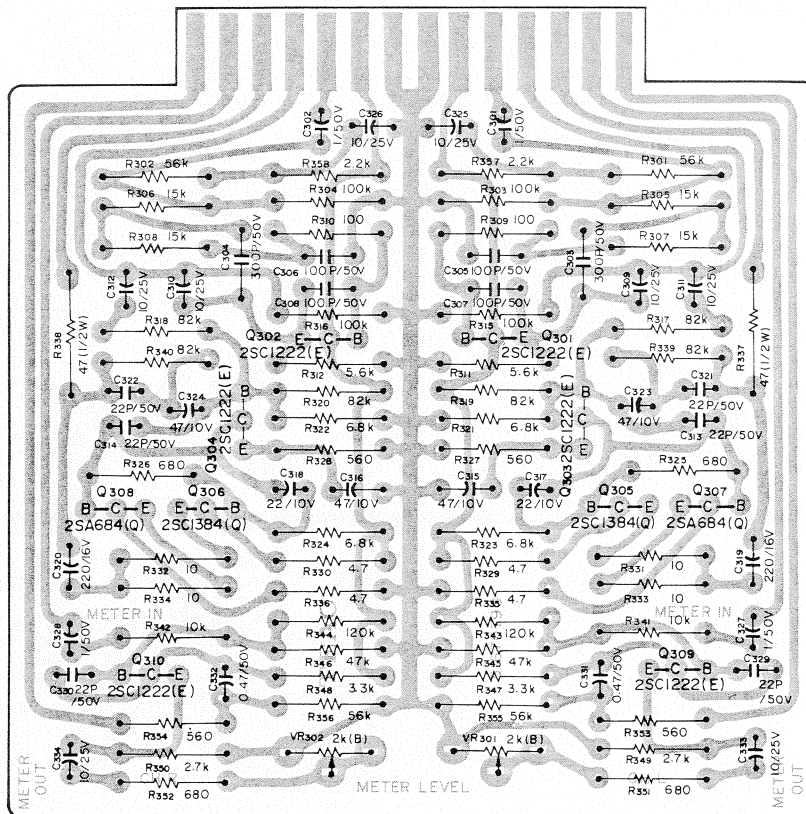 C302 1/50V C326 10/25V C325 10/25V C301 1/50V
R302 56k R358 2.2k R357 2.2k R301 56k
R306 15k R304 100k R303 100k R305 15k
R308 15k C304 300P/50V R310 100 R309 100 C303 300P/50V R307 15k
C306 100P/50V C305 100P/50V
C312 10/25V C310 10/25V C308 100P/50V C307 100P/50V C309 10/25V C311 10/25V
R338 47(1/2W) R318 82k R316 100k R315 100k R317 82k R337 47(1/2W)
Q302 E C B B C E Q301
2SC1222(E) 2SC1222(E)
R340 82k R312 5.6k R311 5.6k R339 82k
C322 22P/50V C324 47/10V R320 82k R319 82k C323 47/10V C321 22P/50V
C314 22P/50V Q304 2SC1222(E) B C E R322 6.8k R321 6.8k B C E Q303 2SC1222(E) C313 22P/50V
R326 680 R328 560 R327 560 R325 680
C318 22/10V C316 47/10V C315 47/10V C317 22/10V
Q308 Q306 Q305 Q307
B C E E C B B C E E C B
2SA684(Q) 2SC1384(Q) 2SC1384(Q) 2SA684(Q)
C320 220/16V R332 10 R324 6.8k R323 6.8k R331 10 C319 220/16V
R334 10 R330 4.7 R329 4.7 R333 10
METER IN R336 4.7 R335 4.7 METER IN
C328 1/50V R342 10k R344 120k R343 120k R341 10k C327 1/50V
Q310 R346 47k R345 47k Q309
C330 22P/50V B C E C332 0.47/50V R348 3.3k R347 3.3k C331 0.47/50V E C B C329 22P/50V
2SC1222(E) R356 56k R355 56k 2SC1222(E)
R354 560 R353 560
C334 10/25V R350 2.7k VR302 2k(B) VR301 2k(B) R349 2.7k C333 10/25V
METER OUT R352 680 METER LEVEL R351 680 METER OUT